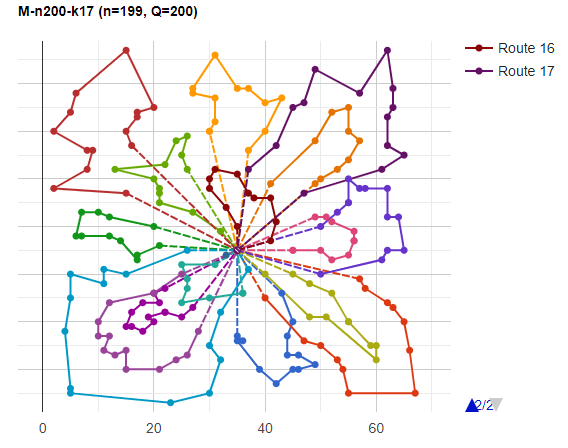 M-n200-k17 (n=199, Q=200)
Route 16
Route 17
2/2
0 20 40 60